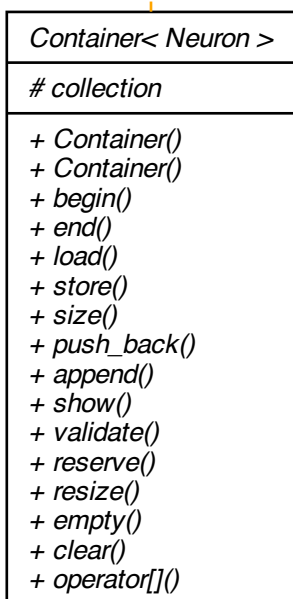 Container< Neuron >
# collection
+ Container()
+ Container()
+ begin()
+ end()
+ load()
+ store()
+ size()
+ push_back()
+ append()
+ show()
+ validate()
+ reserve()
+ resize()
+ empty()
+ clear()
+ operator[]()